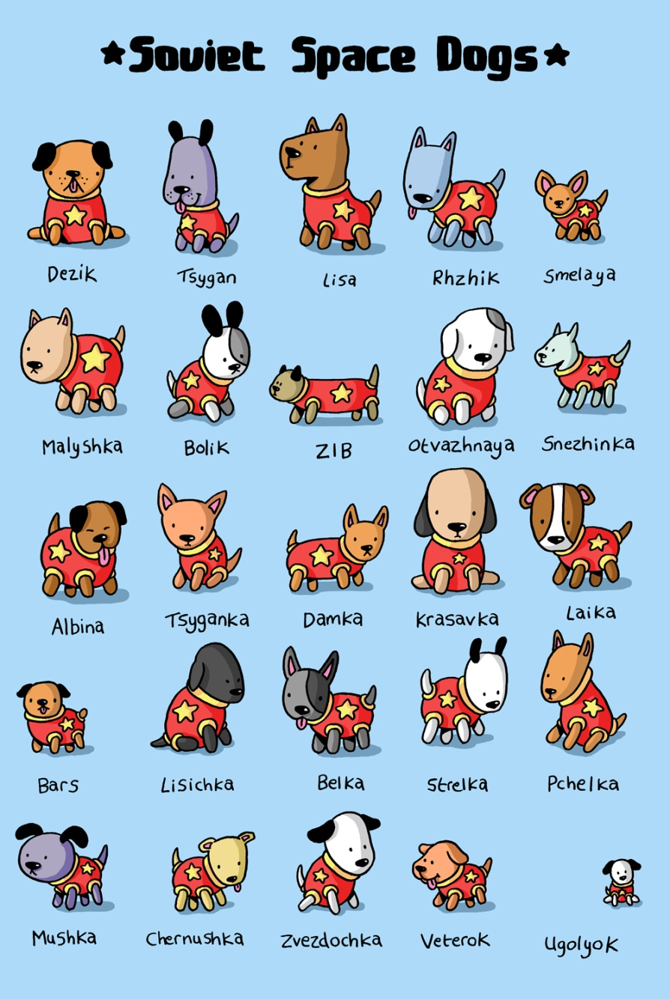 ★Soviet Space Dogs★
Dezik Tsygan Lisa Rhzhik Smelaya
Malyshka Bolik ZIB Otvazhnaya Snezhinka
Albina Tsyganka Damka Krasavka Laika
Bars Lisichka Belka Strelka Pchelka
Mushka Chernushka Zvezdochka Veterok Ugolyok